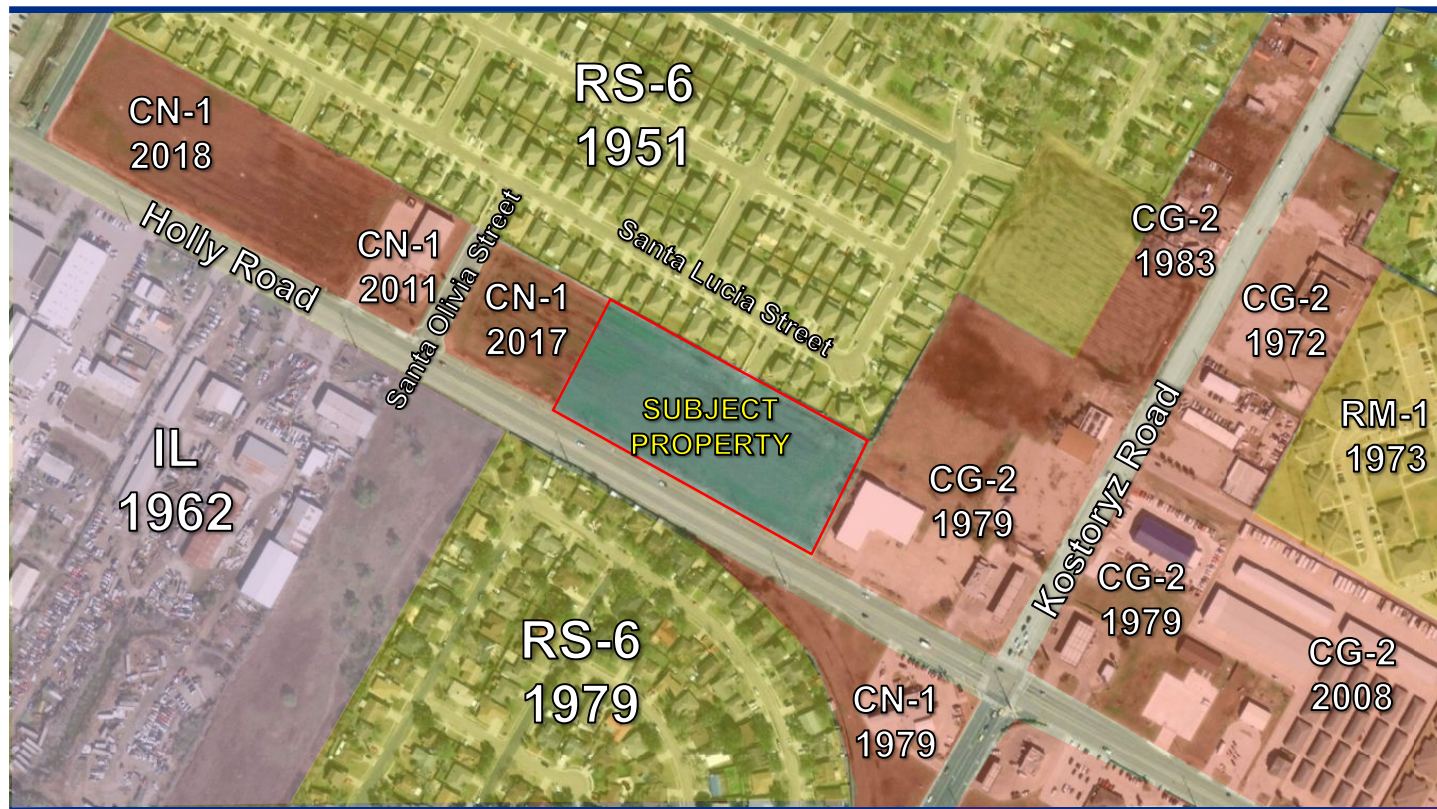 RS-6
1951
CN-1
2018
Holly Road
CN-1
2011
Santa Olivia Street
CN-1
2017
Santa Lucia Street
CG-2
1983
CG-2
1972
SUBJECT
PROPERTY
RM-1
1973
IL
1962
CG-2
1979
Kostoryz Road
CG-2
1979
RS-6
1979
CN-1
1979
CG-2
2008